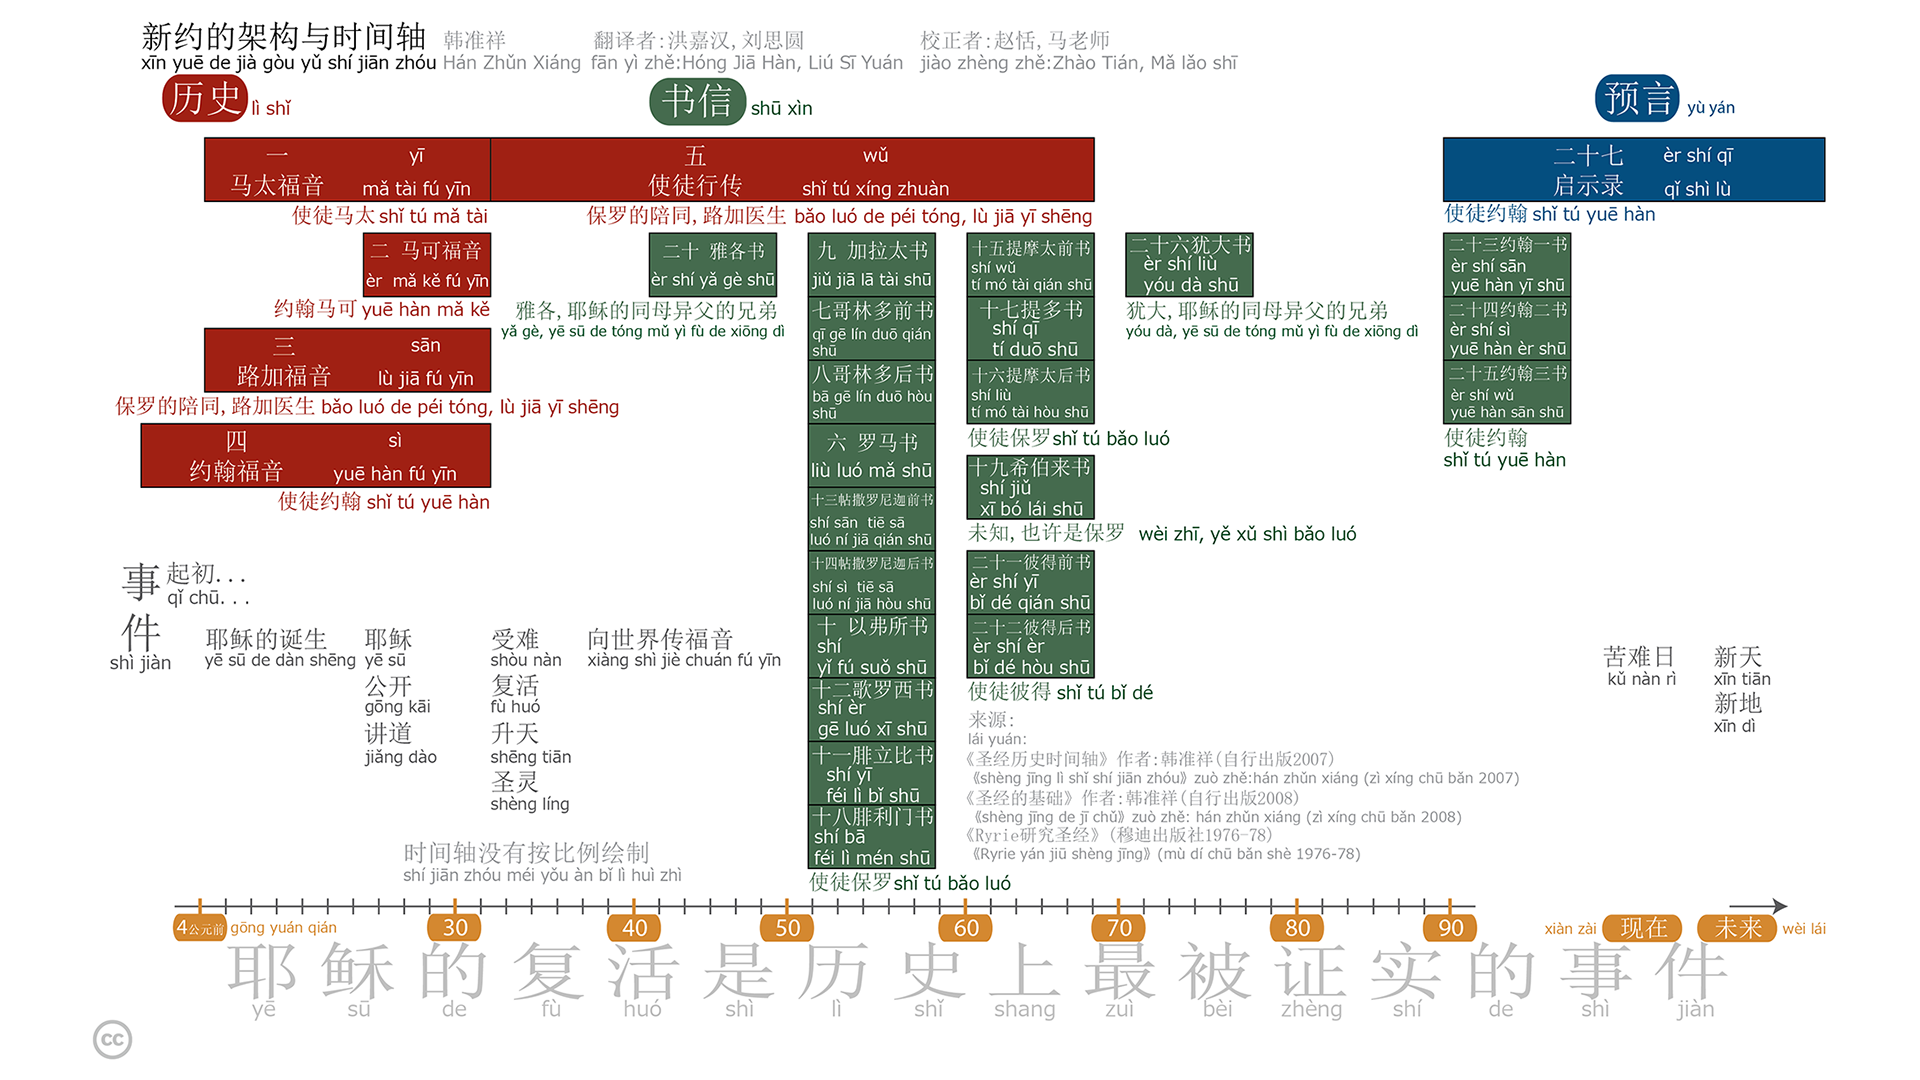 新约的架构与时间轴 韩准祥 翻译者:洪嘉汉,刘思圆 校正者:赵恬,马老师
xīn yuē de jià gòu yǔ shí jiān zhóu Hán Zhǔn Xiáng fān yì zhě:Hóng Jiā Hàn, Liú Sī Yuán jiào zhèng zhě:Zhào Tián, Mǎ lǎo shī
历史 lì shǐ
书信 shū xìn
预言 yù yán
一 yī
马太福音 mǎ tài fú yīn
使徒马太 shǐ tú mǎ tài
五 wǔ
使徒行传 shǐ tú xíng zhuàn
保罗的陪同,路加医生 bǎo luó de péi tóng, lù jiā yī shēng
二十七 èr shí qī
启示录 qǐ shì lù
使徒约翰 shǐ tú yuē hàn
二 马可福音
èr mǎ kě fú yīn
约翰马可 yuē hàn mǎ kě
三 sān
路加福音 lù jiā fú yīn
保罗的陪同,路加医生 bǎo luó de péi tóng, lù jiā yī shēng
四 sì
约翰福音 yuē hàn fú yīn
使徒约翰 shǐ tú yuē hàn
二十 雅各书
èr shí yǎ gè shū
雅各,耶稣的同母异父的兄弟
yǎ gè, yē sū de tóng mǔ yì fù de xiōng dì
九 加拉太书
jiǔ jiā lā tài shū
七哥林多前书
qī gē lín duō qián
shū
八哥林多后书
bā gē lín duō hòu
shū
六 罗马书
liù luó mǎ shū
十三帖撒罗尼迦前书
shí sān tiē sā
luó ní jiā qián shū
十四帖撒罗尼迦后书
shí sì tiē sā
luó ní jiā hòu shū
十 以弗所书
shí
yǐ fú suǒ shū
十二歌罗西书
shí èr
gē luó xī shū
十一腓立比书
shí yī
féi lì bǐ shū
十八腓利门书
shí bā
féi lì mén shū
使徒保罗 shǐ tú bǎo luó
十五提摩太前书
shí wǔ
tí mó tài qián shū
十七提多书
shí qī
tí duō shū
十六提摩太后书
shí liù
tí mó tài hòu shū
使徒保罗 shǐ tú bǎo luó
十九希伯来书
shí jiǔ
xī bó lái shū
未知,也许是保罗 wèi zhī, yě xǔ shì bǎo luó
二十一彼得前书
èr shí yī
bǐ dé qián shū
二十二彼得后书
èr shí èr
bǐ dé hòu shū
使徒彼得 shǐ tú bǐ dé
二十六犹大书
èr shí liù
yóu dà shū
犹大,耶稣的同母异父的兄弟
yóu dà, yē sū de tóng mǔ yì fù de xiōng dì
二十三约翰一书
èr shí sān
yuē hàn yī shū
二十四约翰二书
èr shí sì
yuē hàn èr shū
二十五约翰三书
èr shí wǔ
yuē hàn sān shū
使徒约翰
shǐ tú yuē hàn
事件
shì jiàn
起初...
qǐ chū...
耶稣的诞生
yē sū de dàn shēng
耶稣
yē sū
公开
gōng kāi
讲道
jiǎng dào
受难
shòu nàn
复活
fù huó
升天
shēng tiān
圣灵
shèng líng
向世界传福音
xiàng shì jiè chuán fú yīn
苦难日
kǔ nàn rì
新天
xīn tiān
新地
xīn dì
来源:
lái yuán:
《圣经历史时间轴》作者:韩准祥(自行出版2007)
《shèng jīng lì shǐ shí jiān zhóu》zuò zhě:hán zhǔn xiáng (zì xíng chū bǎn 2007)
《圣经的基础》作者:韩准祥(自行出版2008)
《shèng jīng de jī chǔ》zuò zhě: hán zhǔn xiáng (zì xíng chū bǎn 2008)
《Ryrie研究圣经》(穆迪出版社1976-78)
《Ryrie yán jiū shèng jīng》(mù dí chū bǎn shè 1976-78)
时间轴没有按比例绘制
shí jiān zhóu méi yǒu àn bǐ lì huì zhì
4公元前 gōng yuán qián 30 40 50 60 70 80 90 xiàn zài 现在 未来 wèi lái
耶稣的复活是历史上最被证实的事件
yē sū de fù huó shì lì shǐ shang zuì bèi zhèng shí de shì jiàn
cc